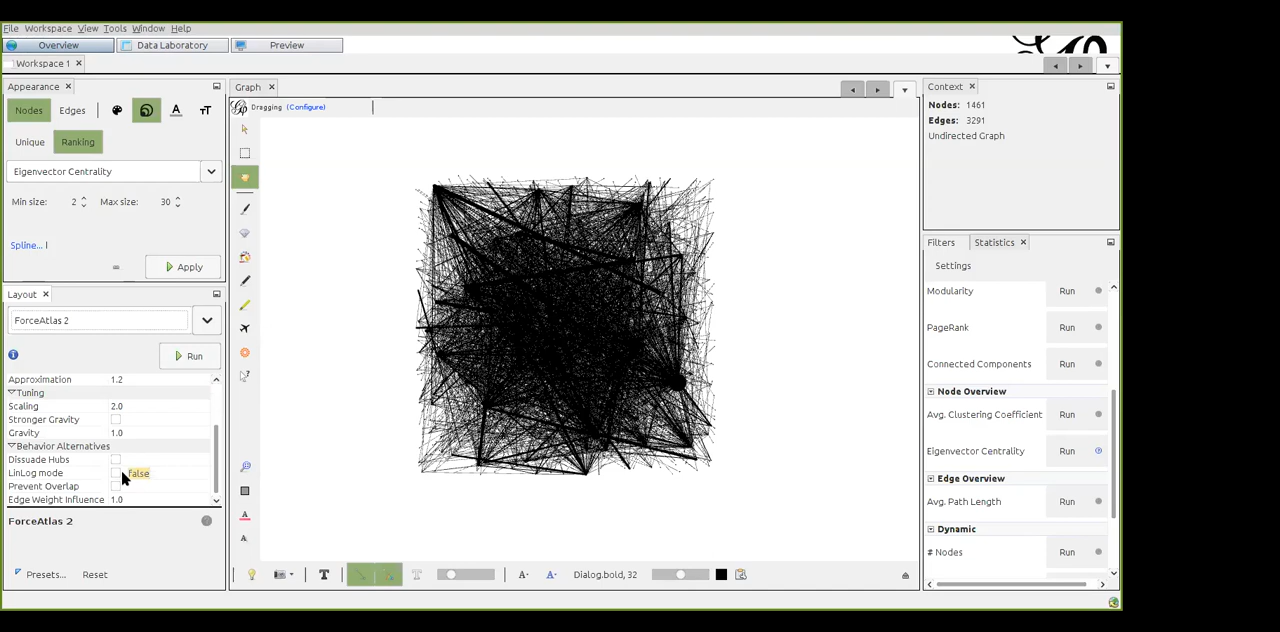 File Workspace View Tools Window Help
Overview Data Laboratory Preview
Workspace 1
Appearance
Nodes Edges
Unique Ranking
Eigenvector Centrality
Min size: 2 Max size: 30
Spline...
Apply
Layout
ForceAtlas 2
Run
Approximation 1.2
Tuning
Scaling 2.0
Stronger Gravity
Gravity 1.0
Behavior Alternatives
Dissuade Hubs
LinLog mode False
Prevent Overlap
Edge Weight Influence 1.0
ForceAtlas 2
Presets... Reset
Graph
Dragging (Configure)
Dialog.bold, 32
Context
Nodes: 1461
Edges: 3291
Undirected Graph
Filters Statistics
Settings
Modularity Run
PageRank Run
Connected Components Run
Node Overview
Avg. Clustering Coefficient Run
Eigenvector Centrality Run
Edge Overview
Avg. Path Length Run
Dynamic
# Nodes Run